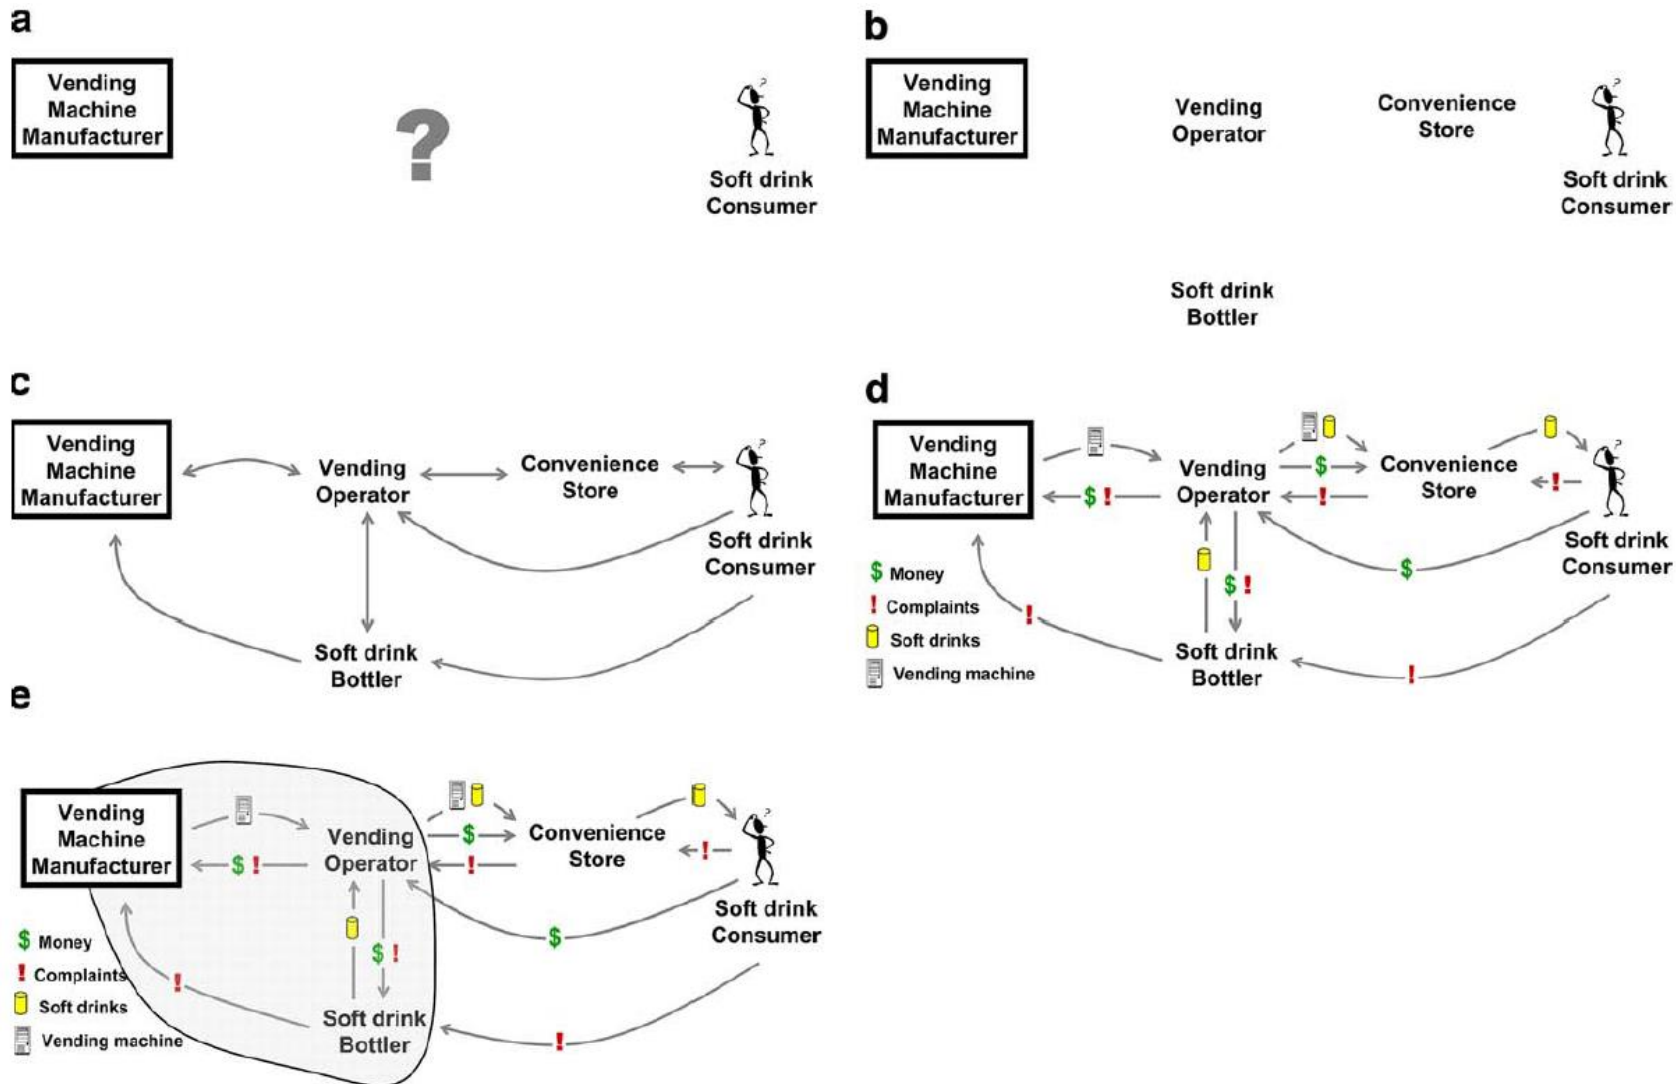 a
Vending
Machine
Manufacturer
?
?
Soft drink
Consumer
b
Vending
Machine
Manufacturer
Vending
Operator
Convenience
Store
?
Soft drink
Consumer
Soft drink
Bottler
c
Vending
Machine
Manufacturer
Vending
Operator
Convenience
Store
?
Soft drink
Consumer
Soft drink
Bottler
d
Vending
Machine
Manufacturer
$ !
Vending
Operator
$
!
Convenience
Store
!
?
Soft drink
Consumer
$
$ !
!
!
Soft drink
Bottler
$ Money
! Complaints
Soft drinks
Vending machine
e
Vending
Machine
Manufacturer
$ !
Vending
Operator
$
!
Convenience
Store
!
?
Soft drink
Consumer
$
$ !
!
!
Soft drink
Bottler
$ Money
! Complaints
Soft drinks
Vending machine